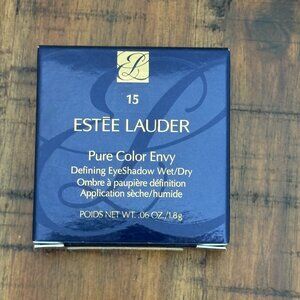 15
ESTĒE LAUDER
Pure Color Envy
Defining EyeShadow Wet/Dry
Ombre à paupière définition
Application sèche/humide
POIDS NET WT. .06 OZ./1.8g